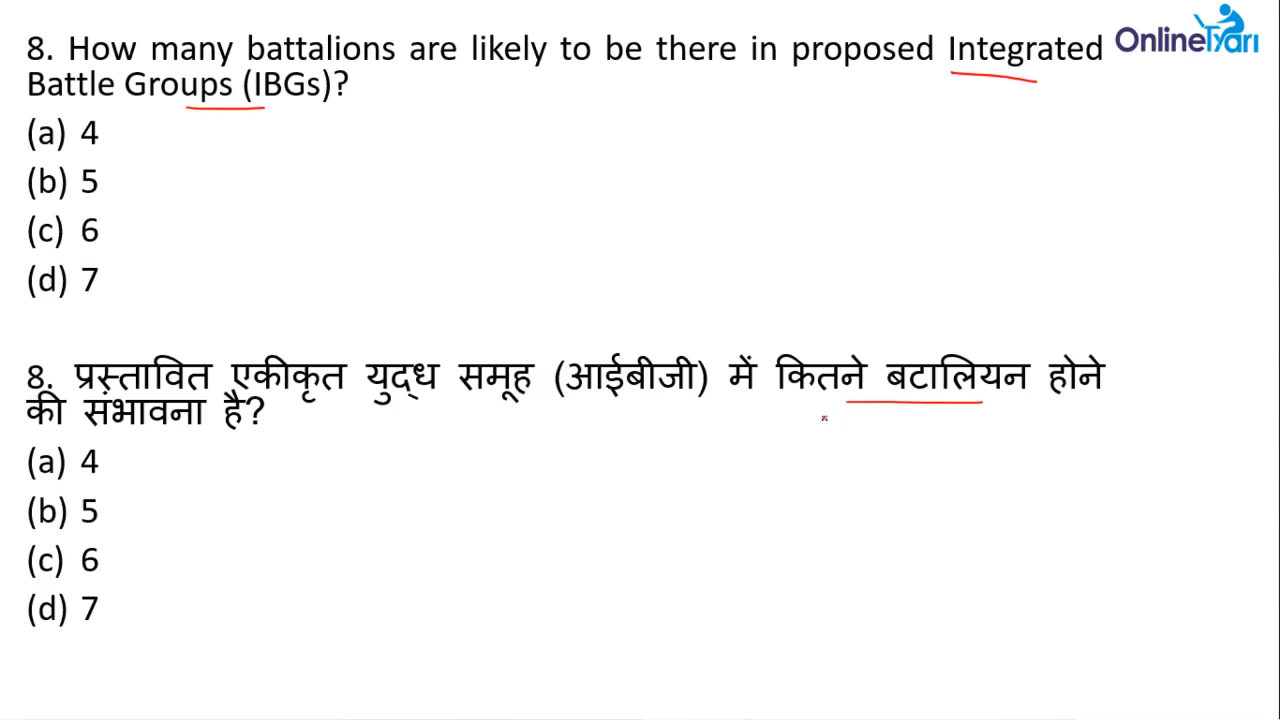 8. How many battalions are likely to be there in proposed Integrated
OnlineTyari
Battle Groups (IBGs)?
(a) 4
(b) 5
(c) 6
(d) 7
8. प्रस्तावित एकीकृत युद्ध समूह (आईबीजी) में कितने बटालियन होने
की संभावना है?
(a) 4
(b) 5
(c) 6
(d) 7